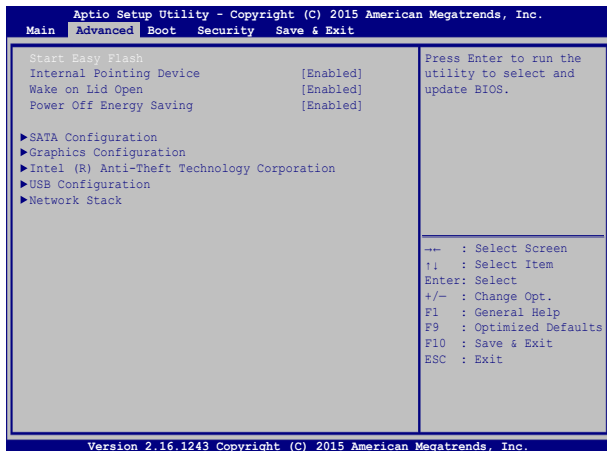 Aptio Setup Utility - Copyright (C) 2015 American Megatrends, Inc.
Main Advanced Boot Security Save & Exit
Start Easy Flash
Internal Pointing Device [Enabled]
Wake on Lid Open [Enabled]
Power Off Energy Saving [Enabled]
▶SATA Configuration
▶Graphics Configuration
▶Intel (R) Anti-Theft Technology Corporation
▶USB Configuration
▶Network Stack
Press Enter to run the
utility to select and
update BIOS.
→← : Select Screen
↑↓ : Select Item
Enter: Select
+/— : Change Opt.
F1 : General Help
F9 : Optimized Defaults
F10 : Save & Exit
ESC : Exit
Version 2.16.1243 Copyright (C) 2015 American Megatrends, Inc.